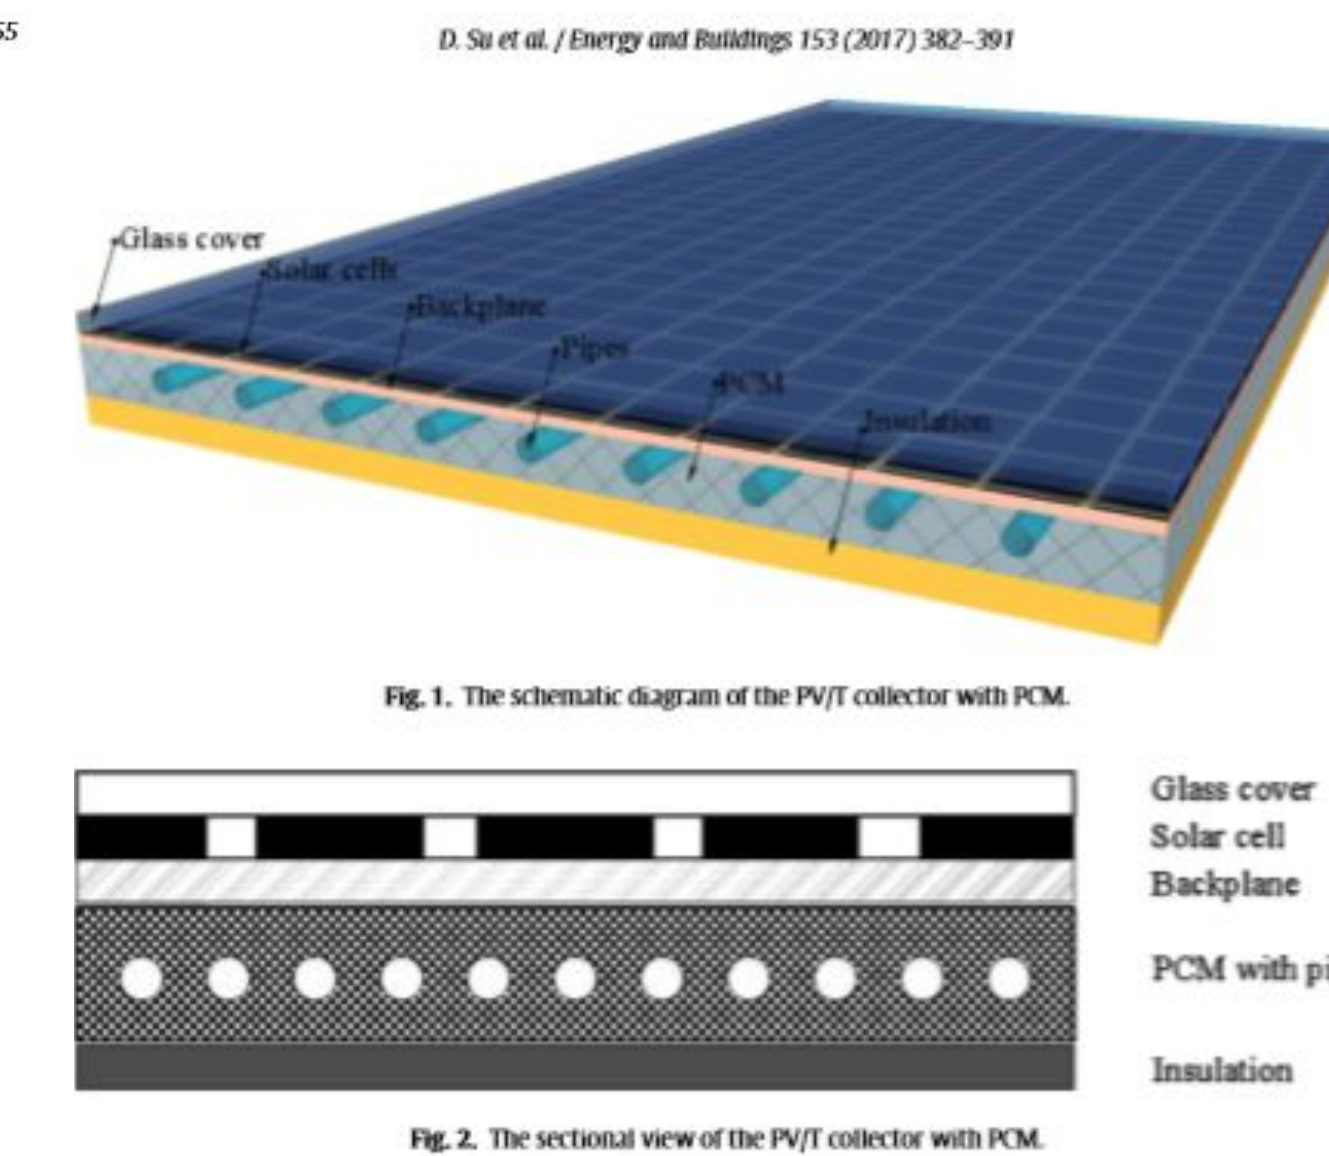 55
D. Su et al. / Energy and Buildings 153 (2017) 382–391
Glass cover
Solar cells
Backplane
Pipes
PCM
Insulation
Fig. 1. The schematic diagram of the PV/T collector with PCM.
Glass cover
Solar cell
Backplane
PCM with pi
Insulation
Fig. 2. The sectional view of the PV/T collector with PCM.